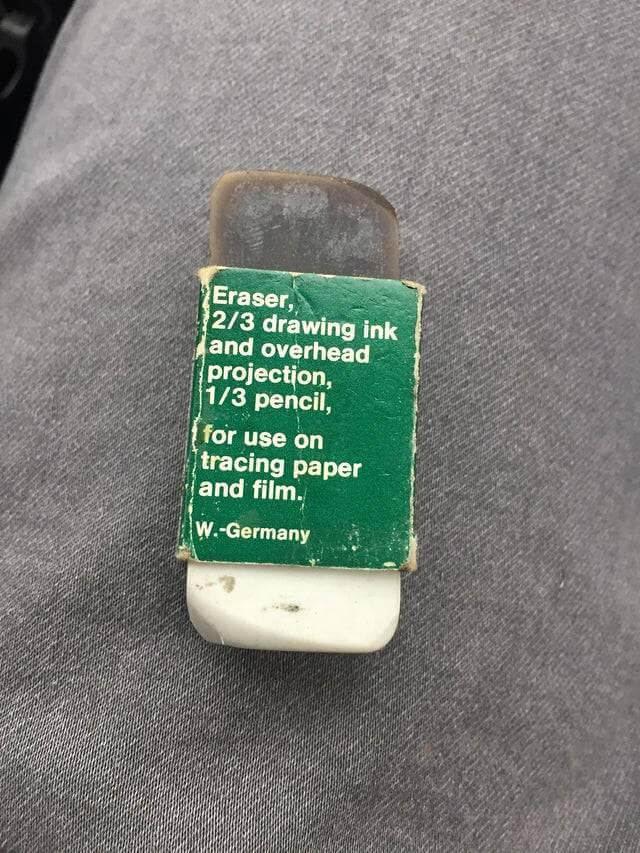 Eraser,
2/3 drawing ink
and overhead
projection,
1/3 pencil,
for use on
tracing paper
and film.
W.-Germany